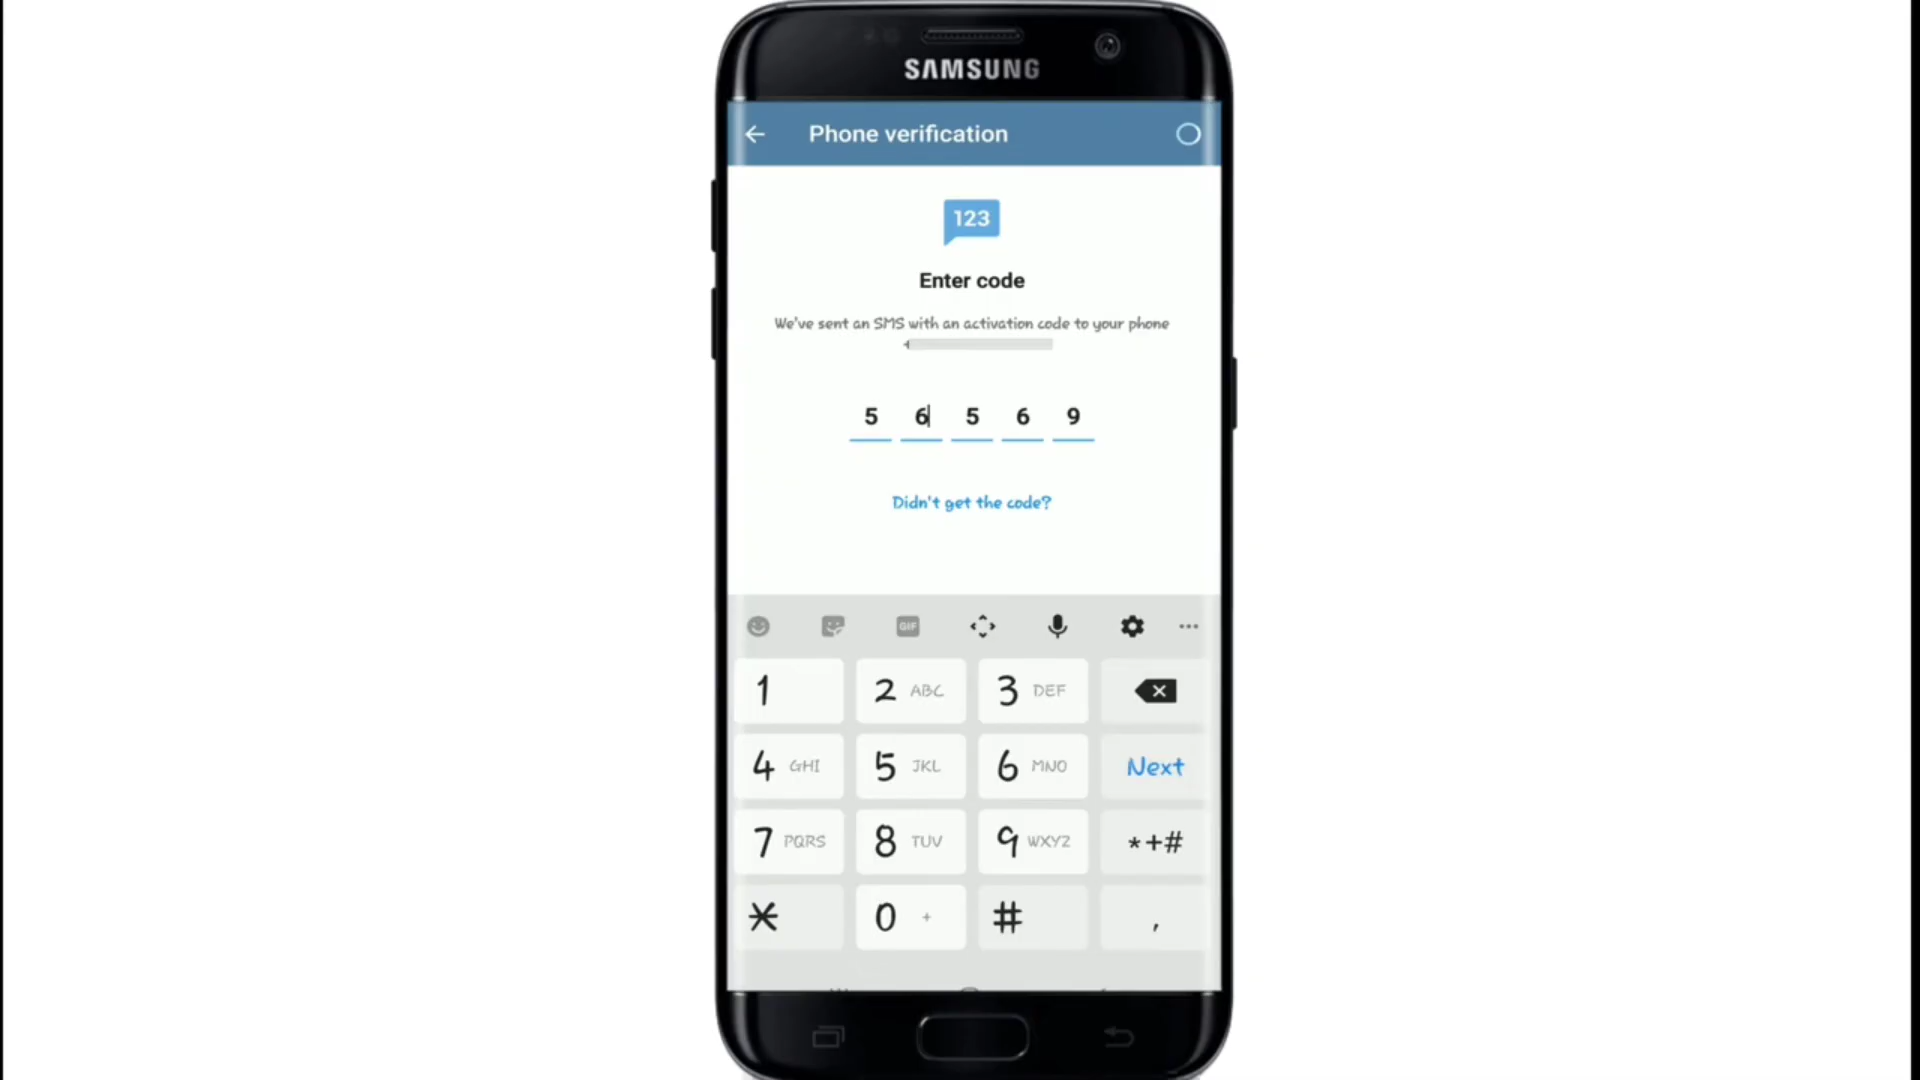 SAMSUNG
Phone verification
123
Enter code
We've sent an SMS with an activation code to your phone
5 6 5 6 9
Didn't get the code?
GIF
1 2 ABC 3 DEF
4 GHI 5 JKL 6 MNO Next
7 PQRS 8 TUV 9 WXYZ *+#
* 0 + # ,